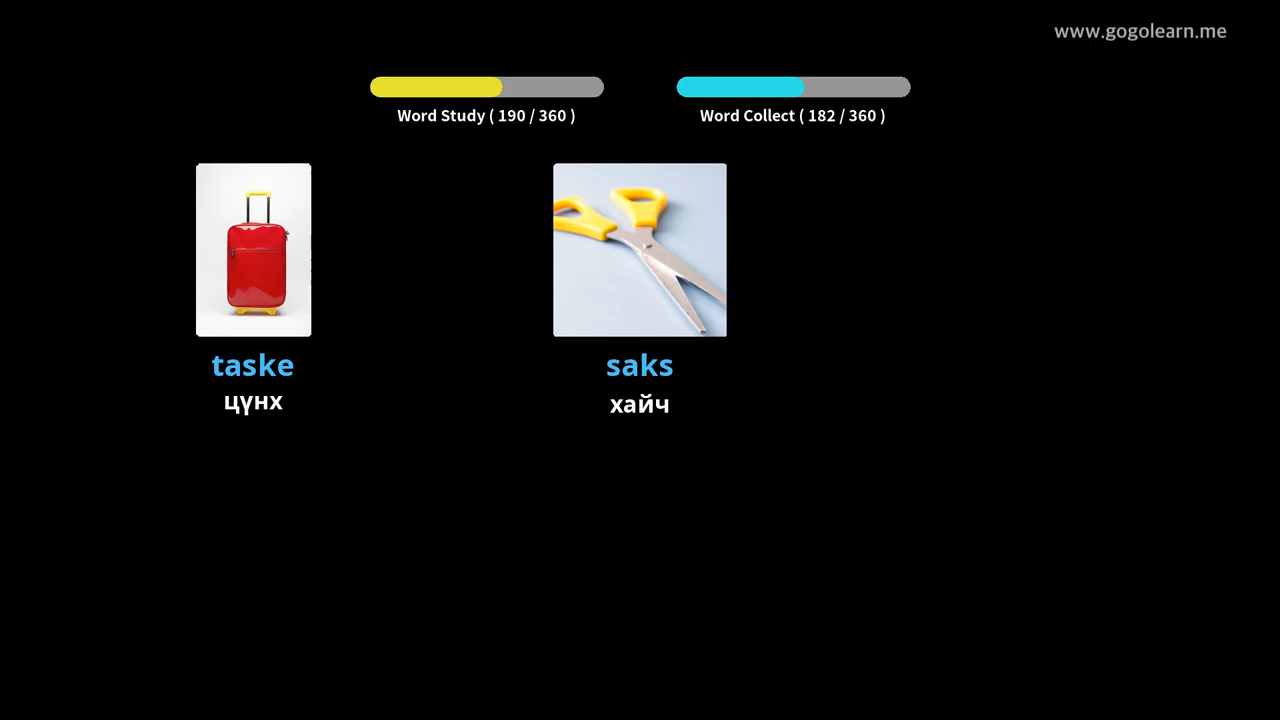 www.gogolearn.me
Word Study ( 190 / 360 )
Word Collect ( 182 / 360 )
taske
цүнх
saks
хайч